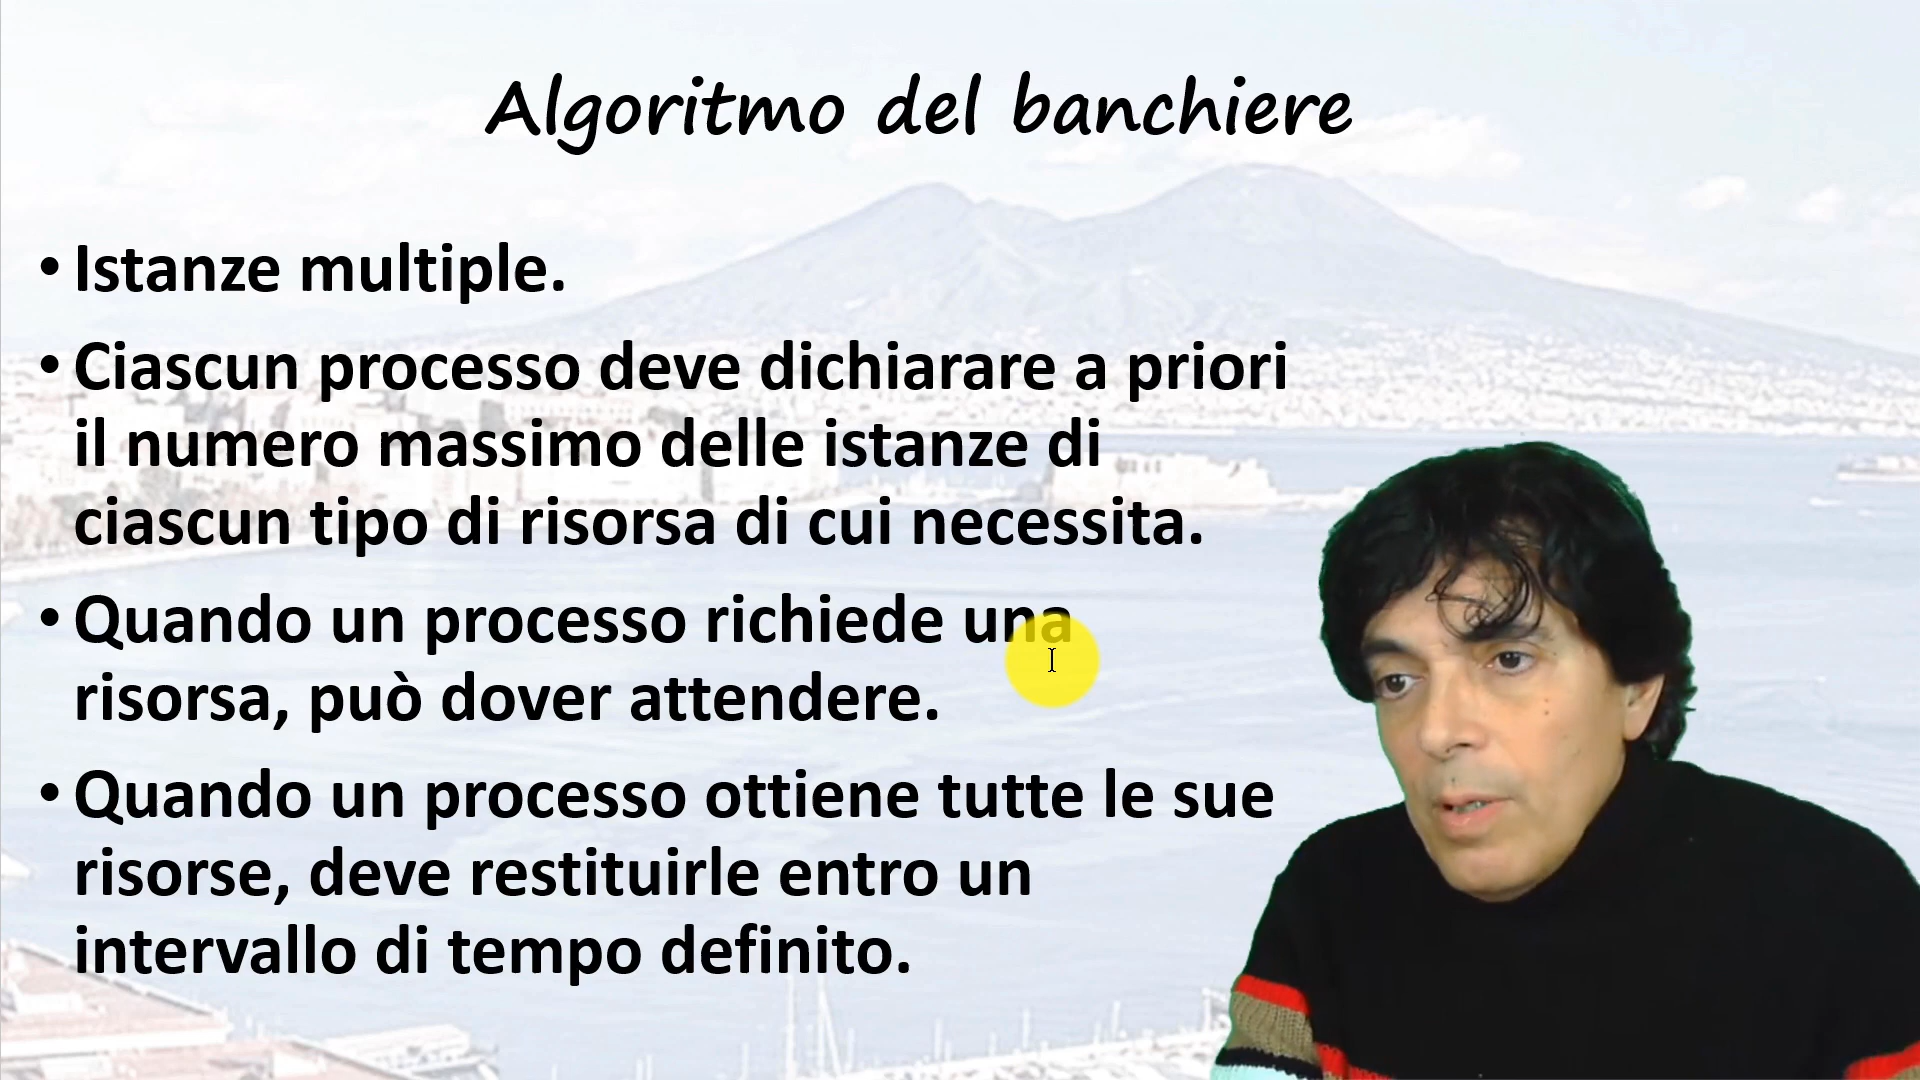 Algoritmo del banchiere
• Istanze multiple.
• Ciascun processo deve dichiarare a priori
il numero massimo delle istanze di
ciascun tipo di risorsa di cui necessita.
• Quando un processo richiede una
risorsa, può dover attendere.
• Quando un processo ottiene tutte le sue
risorse, deve restituirle entro un
intervallo di tempo definito.